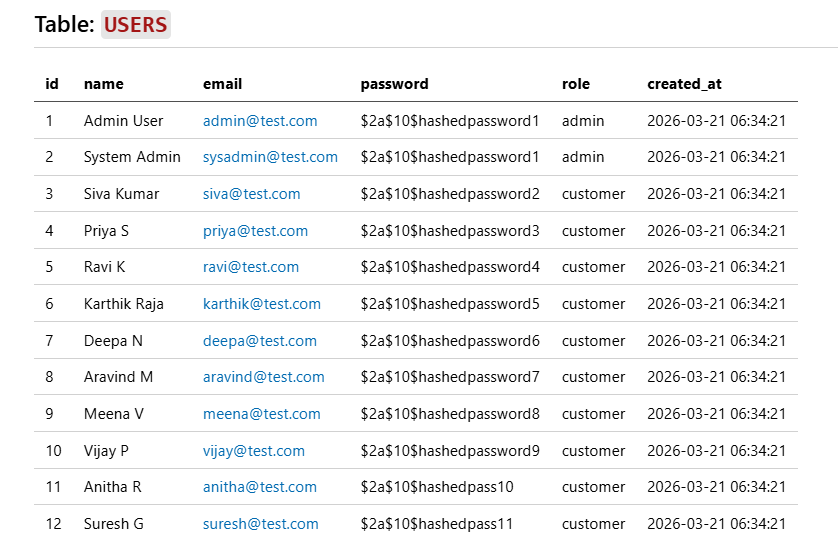 Table: USERS
id name email password role created_at
1 Admin User admin@test.com $2a$10$hashedpassword1 admin 2026-03-21 06:34:21
2 System Admin sysadmin@test.com $2a$10$hashedpassword1 admin 2026-03-21 06:34:21
3 Siva Kumar siva@test.com $2a$10$hashedpassword2 customer 2026-03-21 06:34:21
4 Priya S priya@test.com $2a$10$hashedpassword3 customer 2026-03-21 06:34:21
5 Ravi K ravi@test.com $2a$10$hashedpassword4 customer 2026-03-21 06:34:21
6 Karthik Raja karthik@test.com $2a$10$hashedpassword5 customer 2026-03-21 06:34:21
7 Deepa N deepa@test.com $2a$10$hashedpassword6 customer 2026-03-21 06:34:21
8 Aravind M aravind@test.com $2a$10$hashedpassword7 customer 2026-03-21 06:34:21
9 Meena V meena@test.com $2a$10$hashedpassword8 customer 2026-03-21 06:34:21
10 Vijay P vijay@test.com $2a$10$hashedpassword9 customer 2026-03-21 06:34:21
11 Anitha R anitha@test.com $2a$10$hashedpass10 customer 2026-03-21 06:34:21
12 Suresh G suresh@test.com $2a$10$hashedpass11 customer 2026-03-21 06:34:21